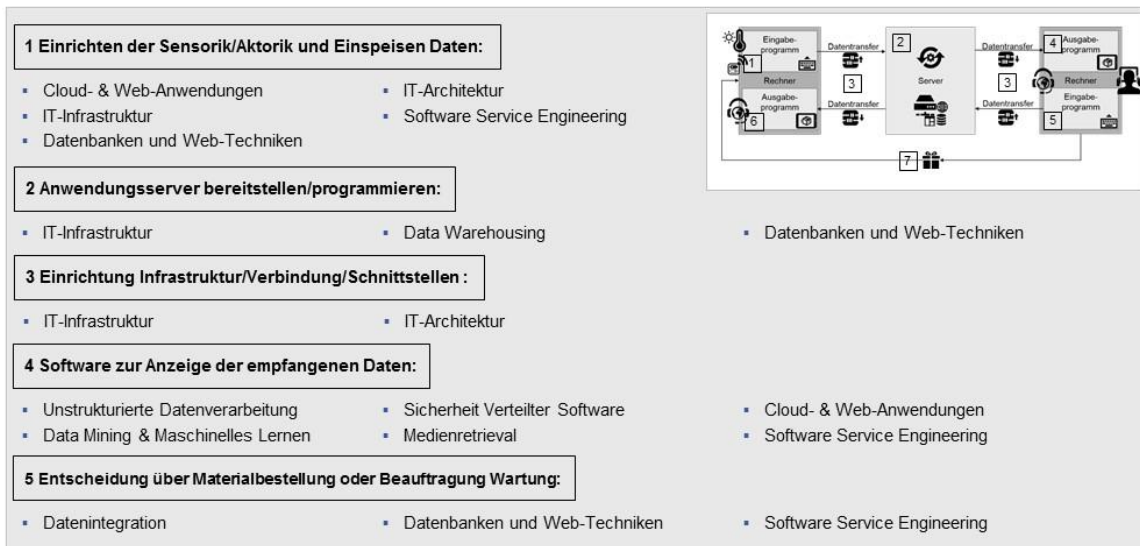 1 Einrichten der Sensorik/Aktorik und Einspeisen Daten:
▪ Cloud- & Web-Anwendungen ▪ IT-Architektur
▪ IT-Infrastruktur ▪ Software Service Engineering
▪ Datenbanken und Web-Techniken
Eingabe-
programm
1
Rechner
Ausgabe-
programm
6
Datentransfer
3
Datentransfer
2
Server
Datentransfer
3
Datentransfer
4
Ausgabe-
programm
Rechner
Eingabe-
programm
5
7
2 Anwendungsserver bereitstellen/programmieren:
▪ IT-Infrastruktur ▪ Data Warehousing ▪ Datenbanken und Web-Techniken
3 Einrichtung Infrastruktur/Verbindung/Schnittstellen :
▪ IT-Infrastruktur ▪ IT-Architektur
4 Software zur Anzeige der empfangenen Daten:
▪ Unstrukturierte Datenverarbeitung ▪ Sicherheit Verteilter Software ▪ Cloud- & Web-Anwendungen
▪ Data Mining & Maschinelles Lernen ▪ Medienretrieval ▪ Software Service Engineering
5 Entscheidung über Materialbestellung oder Beauftragung Wartung:
▪ Datenintegration ▪ Datenbanken und Web-Techniken ▪ Software Service Engineering